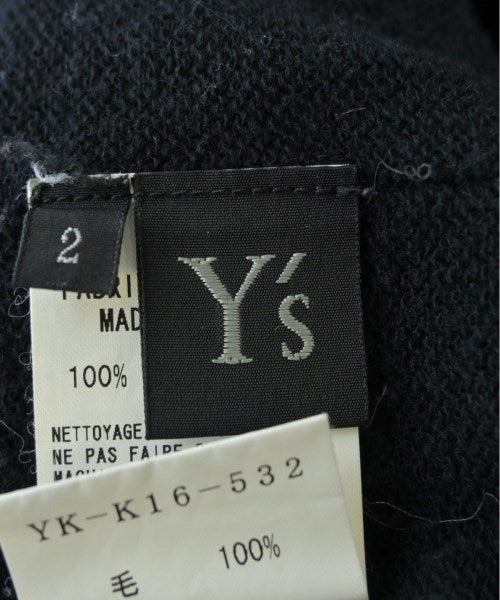 2
Y's
MAD
100%
NETTOYAGE
NE PAS FAIRE
YK-K16-532
毛 100%